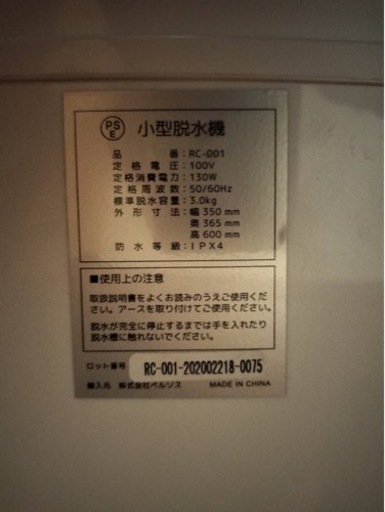 PS
E
小型脱水機
品番:RC-001
定格電圧:100V
定格消費電力:130W
定格周波数:50/60Hz
標準脱水容量:3.0kg
外形寸法:幅350mm
奥365mm
高600mm
防水等級:IPX4
■使用上の注意
取扱説明書をよくお読みのうえご使用くだ
さい。アースを取り付けてご使用ください。
脱水が完全に停止するまでは手を入れたり
脱水槽に触れないでください。
ロット番号 RC-001-202002218-0075
輸入元 株式会社ベルソス MADE IN CHINA